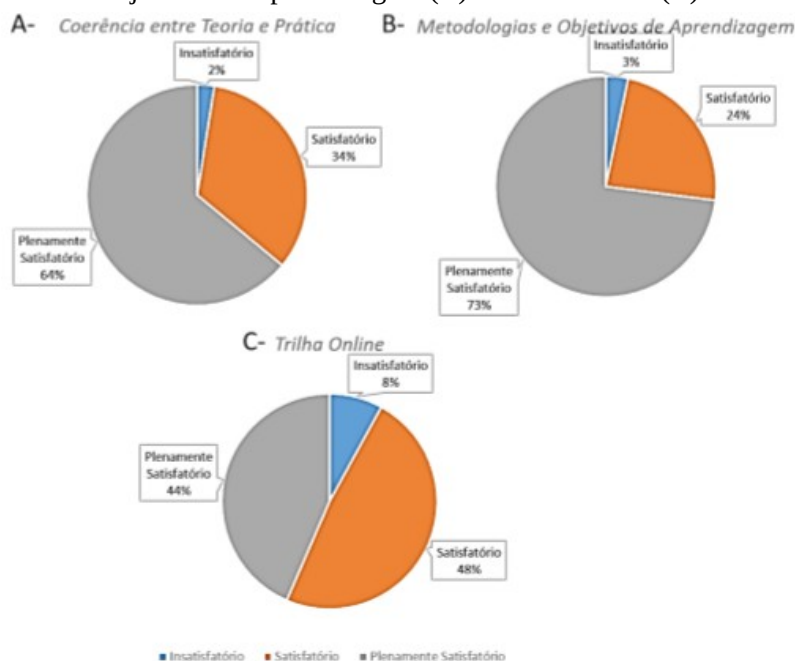 A- Coerência entre Teoria e Prática
Insatisfatório
2%
Satisfatório
34%
Plenamente
Satisfatório
64%
B- Metodologias e Objetivos de Aprendizagem
Insatisfatório
3%
Satisfatório
24%
Plenamente
Satisfatório
73%
C- Trilha Online
Insatisfatório
8%
Plenamente
Satisfatório
44%
Satisfatório
48%
Insatisfatório Satisfatório Plenamente Satisfatório